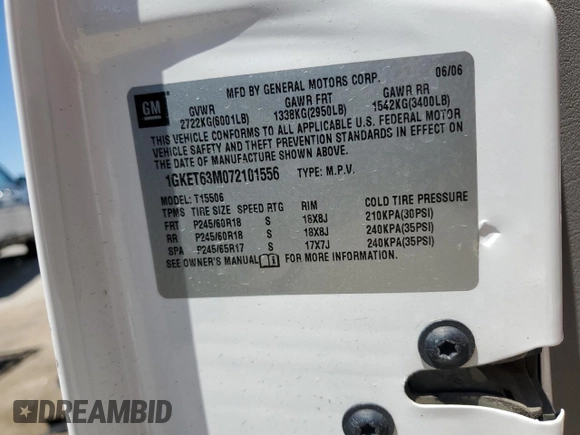 MFD BY GENERAL MOTORS CORP. 06/06
GM
GVWR GAWR FRT GAWR RR
2722KG(6001LB) 1338KG(2950LB) 1542KG(3400LB)
THIS VEHICLE CONFORMS TO ALL APPLICABLE U.S. FEDERAL MOTOR
VEHICLE SAFETY AND THEFT PREVENTION STANDARDS IN EFFECT ON
THE DATE OF MANUFACTURE SHOWN ABOVE.
1GKET63M072101556 TYPE: M.P.V.
MODEL: T15506
TPMS TIRE SIZE SPEED RTG RIM COLD TIRE PRESSURE
FRT P245/60R18 S 18X8J 210KPA(30PSI)
RR P245/60R18 S 18X8J 240KPA(35PSI)
SPA P245/65R17 S 17X7J 240KPA(35PSI)
SEE OWNER'S MANUAL FOR MORE INFORMATION.
DREAMBID